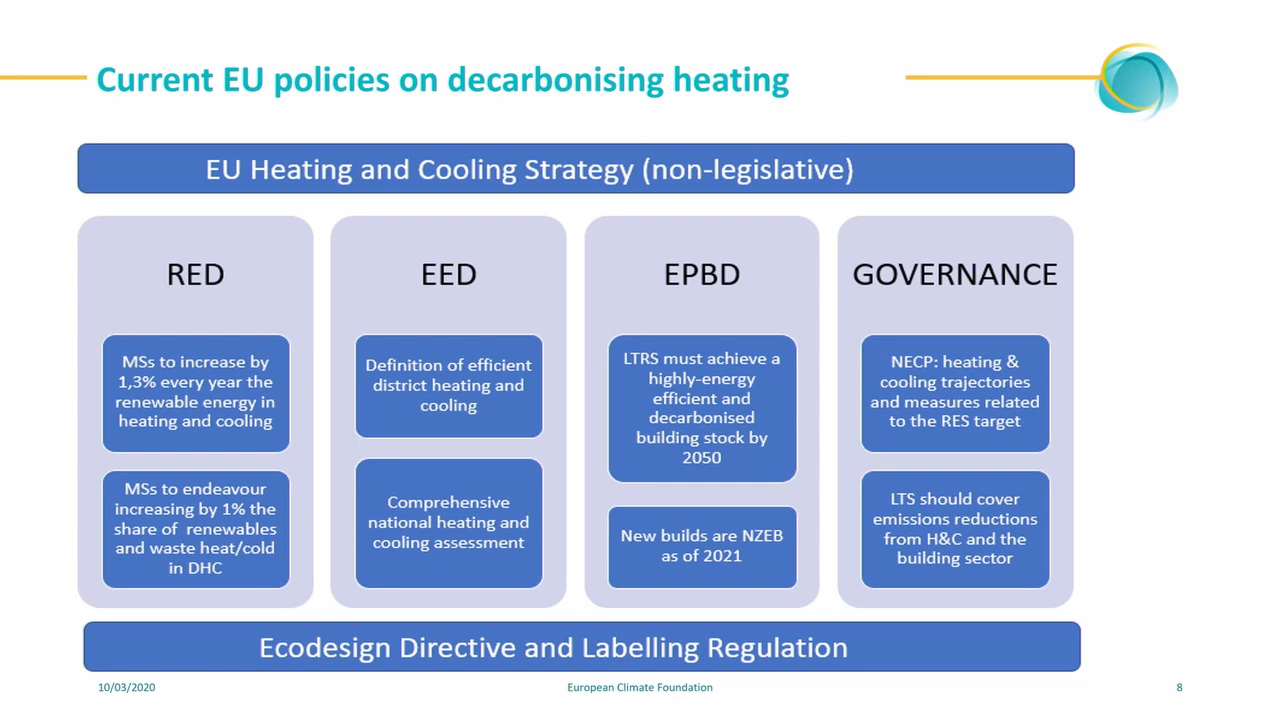 Current EU policies on decarbonising heating
EU Heating and Cooling Strategy (non-legislative)
RED
MSs to increase by
1,3% every year the
renewable energy in
heating and cooling
MSs to endeavour
increasing by 1% the
share of renewables
and waste heat/cold
in DHC
EED
Definition of efficient
district heating and
cooling
Comprehensive
national heating and
cooling assessment
EPBD
LTRS must achieve a
highly-energy
efficient and
decarbonised
building stock by
2050
New builds are NZEB
as of 2021
GOVERNANCE
NECP: heating &
cooling trajectories
and measures related
to the RES target
LTS should cover
emissions reductions
from H&C and the
building sector
Ecodesign Directive and Labelling Regulation
10/03/2020
European Climate Foundation
8